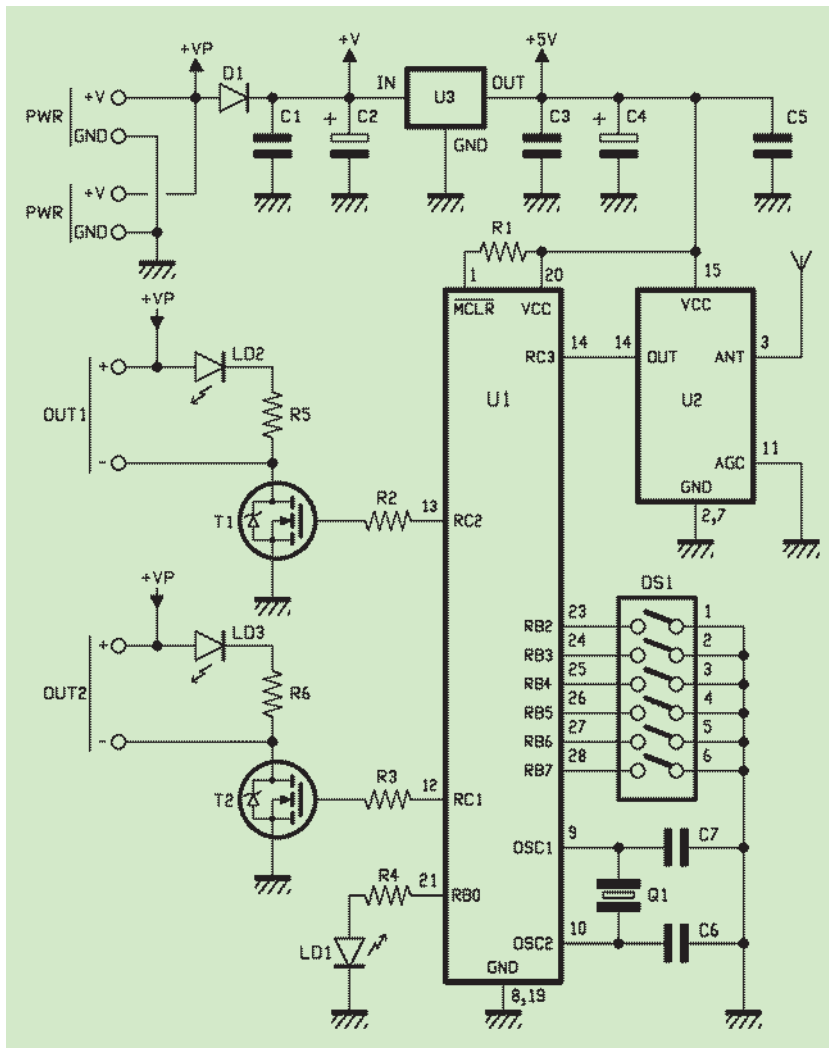 +VP
+V
+5V
D1
IN
U3
OUT
GND
C1
+
C2
C3
+
C4
C5
PWR
+V
GND
PWR
+V
GND
R1
1
20
15
MCLR
VCC
VCC
+VP
LD2
+
OUT1
-
R5
RC3
14
14
OUT
ANT
3
U1
U2
AGC
11
GND
2,7
T1
R2
13
RC2
+VP
LD3
+
OUT2
-
R6
DS1
RB2
23
1
RB3
24
2
RB4
25
3
RB5
26
4
RB6
27
5
RB7
28
6
T2
R3
12
RC1
OSC1
9
C7
R4
21
RB0
Q1
LD1
OSC2
10
C6
GND
8,19